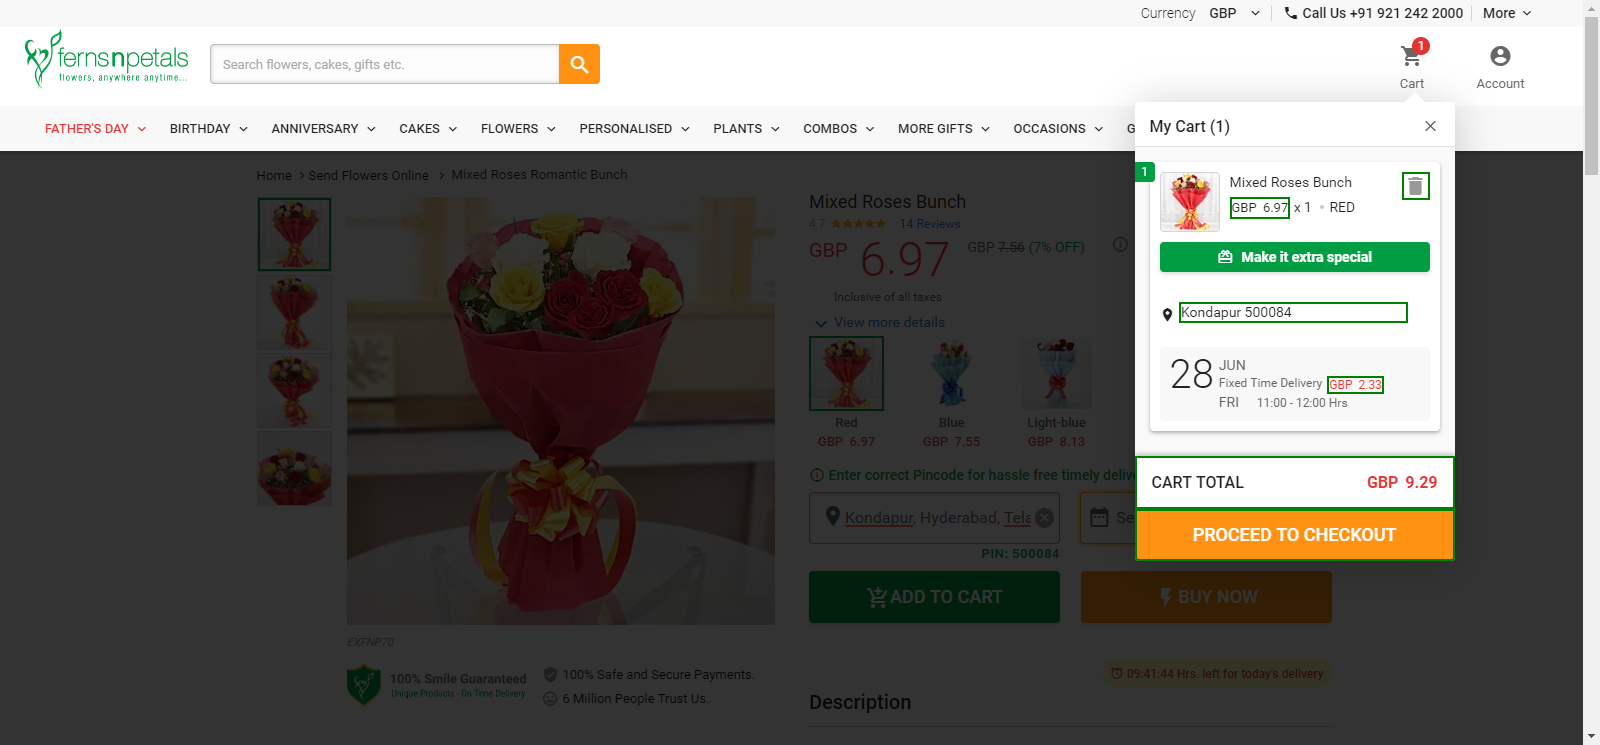 Currency GBP Call Us +91 921 242 2000 More
fernsnpetals
flowers, anywhere anytime...
Search flowers, cakes, gifts etc.
1
Cart
Account
FATHER'S DAY BIRTHDAY ANNIVERSARY CAKES FLOWERS PERSONALISED PLANTS COMBOS MORE GIFTS OCCASIONS G
My Cart (1)
1
Mixed Roses Bunch
GBP 6.97 x 1 RED
Make it extra special
Kondapur 500084
28 JUN
Fixed Time Delivery GBP 2.33
FRI 11:00 - 12:00 Hrs
CART TOTAL GBP 9.29
PROCEED TO CHECKOUT
Home > Send Flowers Online > Mixed Roses Romantic Bunch
Mixed Roses Bunch
4.7 14 Reviews
GBP 6.97 GBP 7.56 (7% OFF)
Inclusive of all taxes
View more details
Red Blue Light-blue
GBP 6.97 GBP 7.55 GBP 8.13
Enter correct Pincode for hassle free timely delive
Kondapur, Hyderabad, Tela Se
PIN: 500084
ADD TO CART BUY NOW
EXFNP70
100% Smile Guaranteed
Unique Products - On Time Delivery
100% Safe and Secure Payments.
6 Million People Trust Us.
09:41:44 Hrs. left for today's delivery
Description